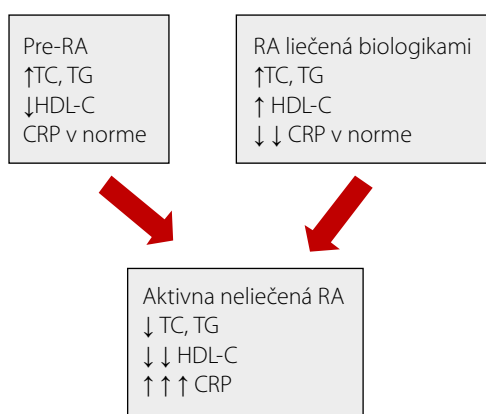 Pre-RA
↑TC, TG
↓HDL-C
CRP v norme
RA liečená biologikami
↑TC, TG
↑ HDL-C
↓ ↓ CRP v norme
Aktivna neliečená RA
↓ TC, TG
↓ ↓ HDL-C
↑ ↑ ↑ CRP